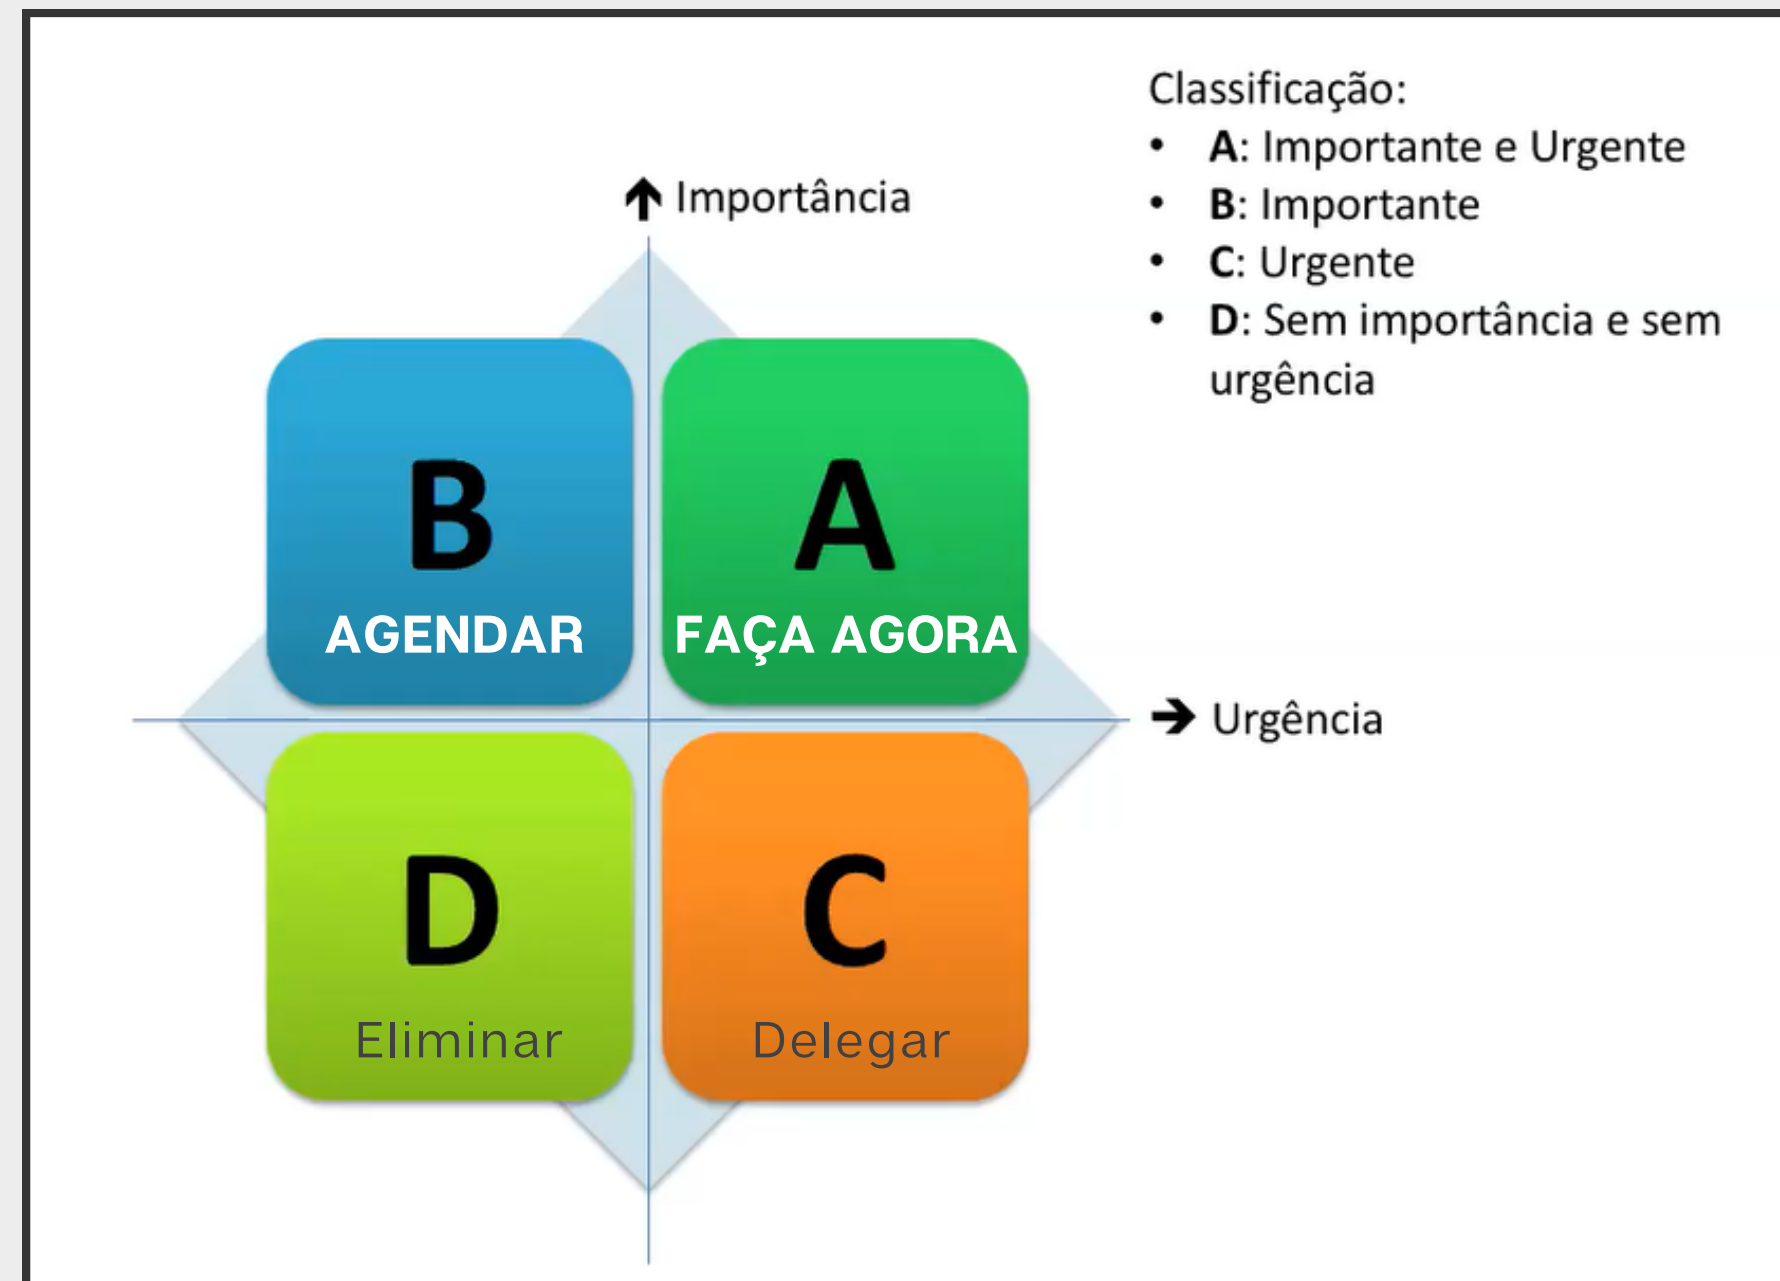 Classificação:
• A: Importante e Urgente
• B: Importante
• C: Urgente
• D: Sem importância e sem
urgência
↑ Importância
B
AGENDAR
A
FAÇA AGORA
→ Urgência
D
Eliminar
C
Delegar